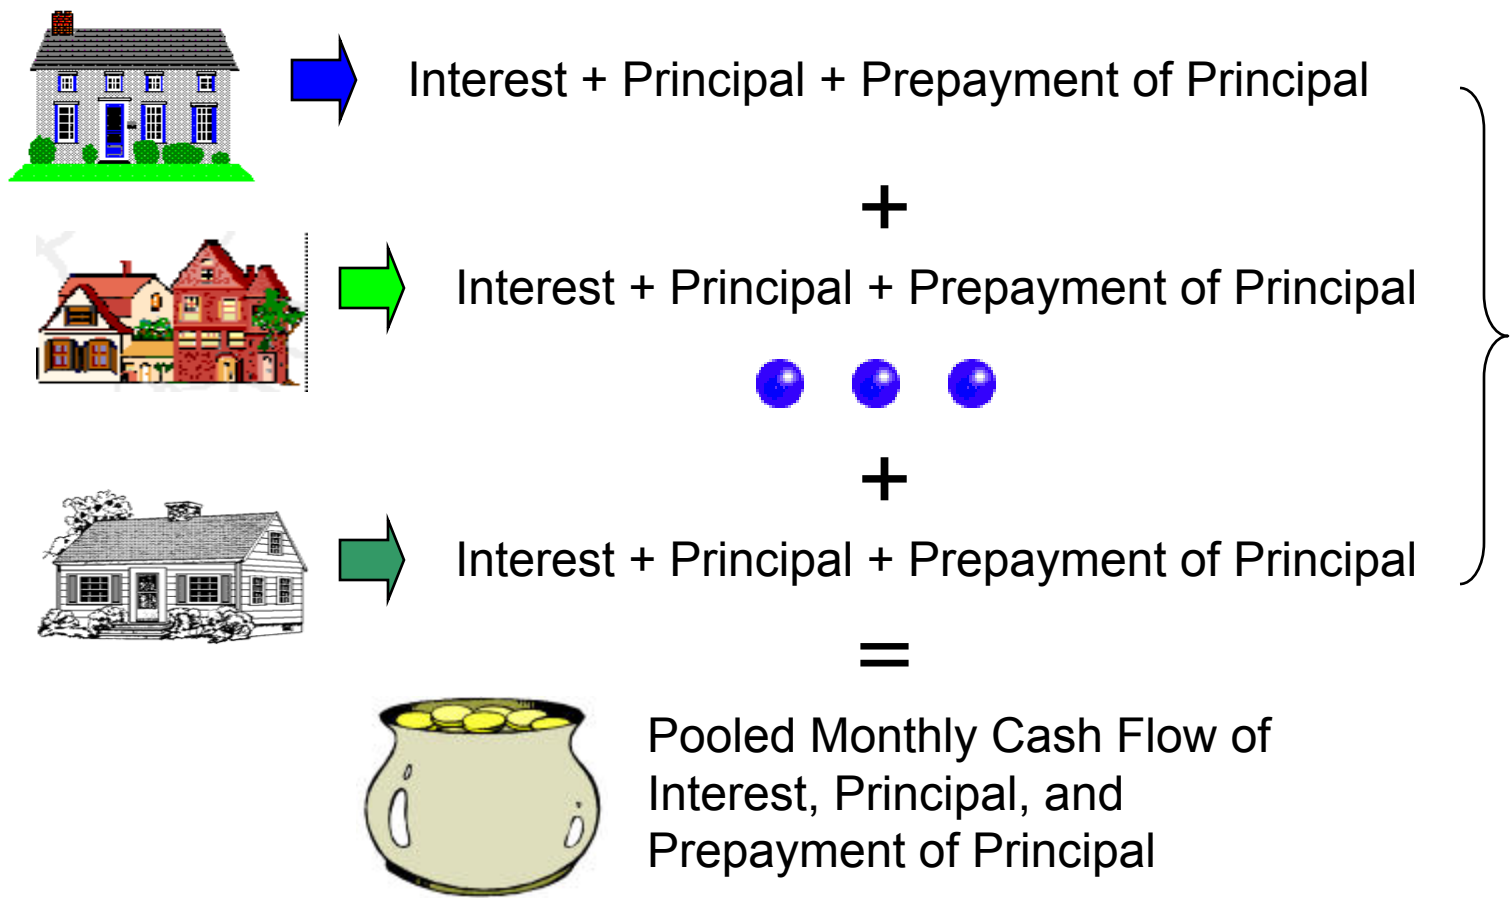 Interest + Principal + Prepayment of Principal
+
Interest + Principal + Prepayment of Principal
+
Interest + Principal + Prepayment of Principal
=
Pooled Monthly Cash Flow of
Interest, Principal, and
Prepayment of Principal